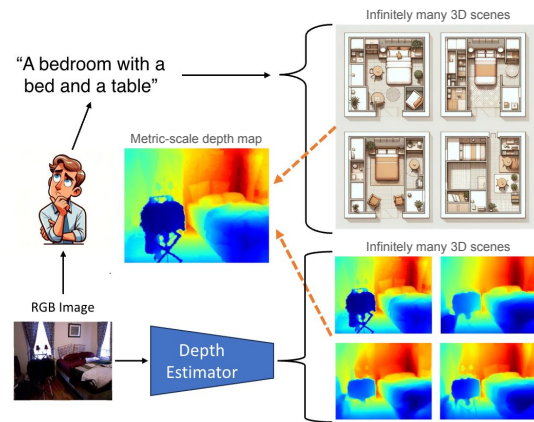 Infinitely many 3D scenes
“A bedroom with a
bed and a table”
Metric-scale depth map
Infinitely many 3D scenes
RGB Image
Depth
Estimator